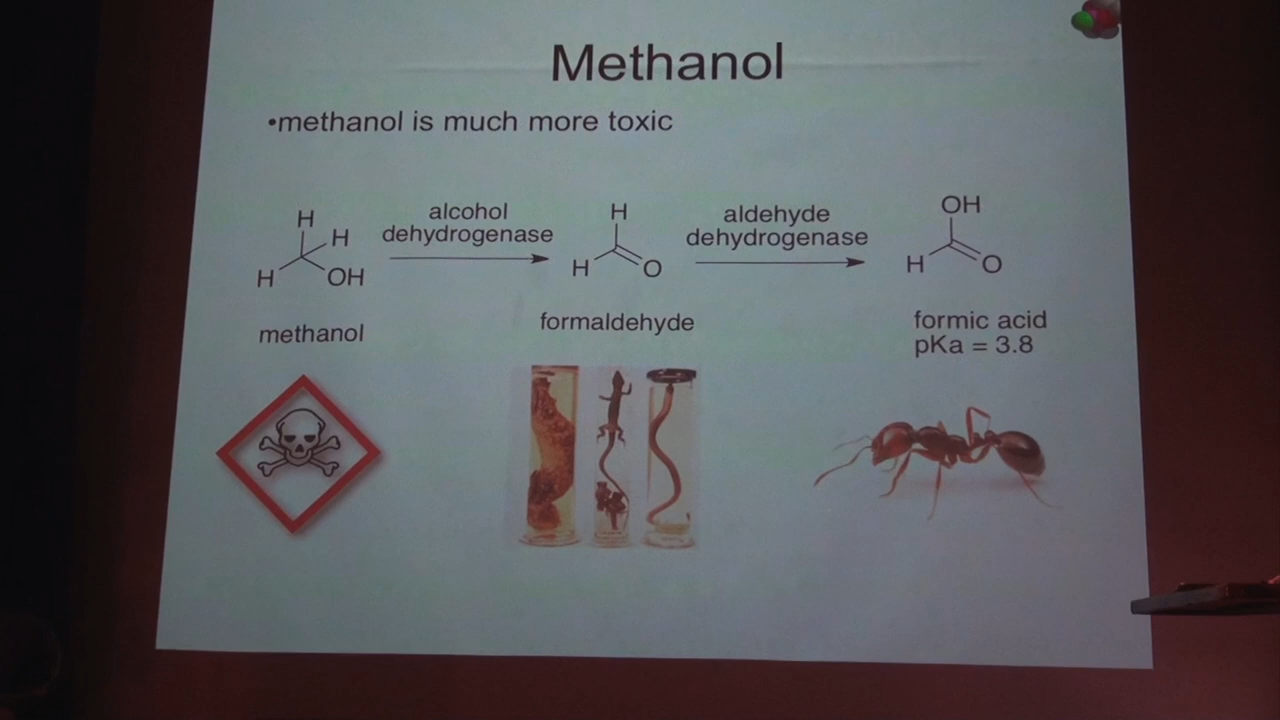 Methanol
•methanol is much more toxic
H
H
H
OH
alcohol
dehydrogenase
H
H
O
aldehyde
dehydrogenase
OH
H
O
methanol
formaldehyde
formic acid
pKa = 3.8